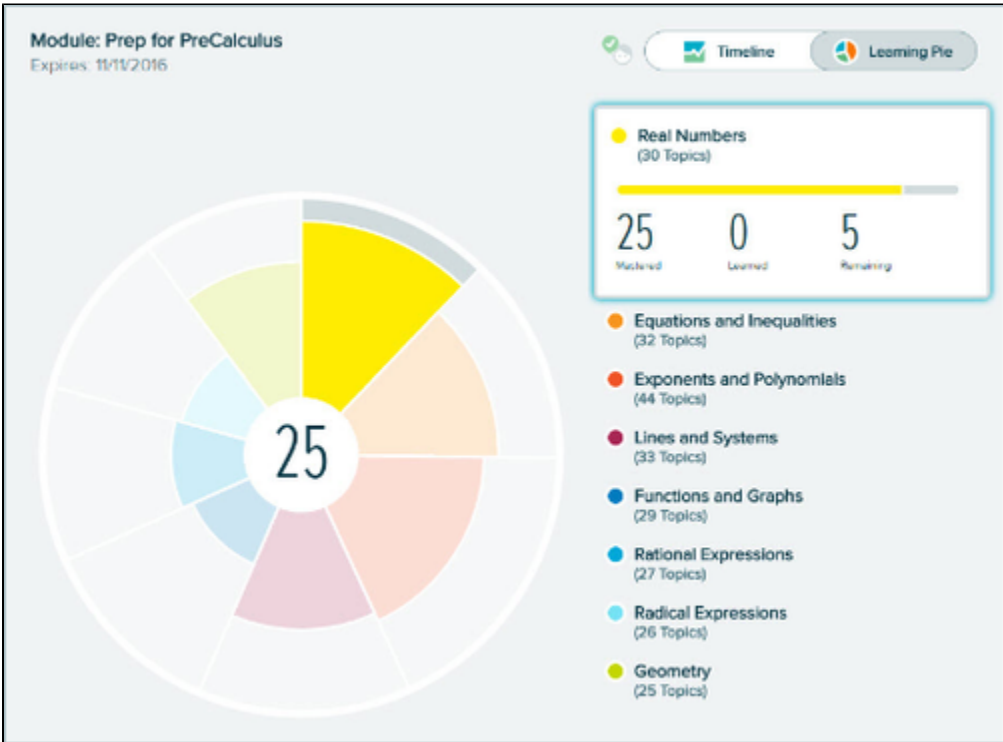 Module: Prep for PreCalculus
Expires: 11/11/2016
Timeline
Learning Pie
Real Numbers
(30 Topics)
25
0
5
Mastered
Learned
Remaining
25
Equations and Inequalities
(32 Topics)
Exponents and Polynomials
(44 Topics)
Lines and Systems
(33 Topics)
Functions and Graphs
(29 Topics)
Rational Expressions
(27 Topics)
Radical Expressions
(26 Topics)
Geometry
(25 Topics)